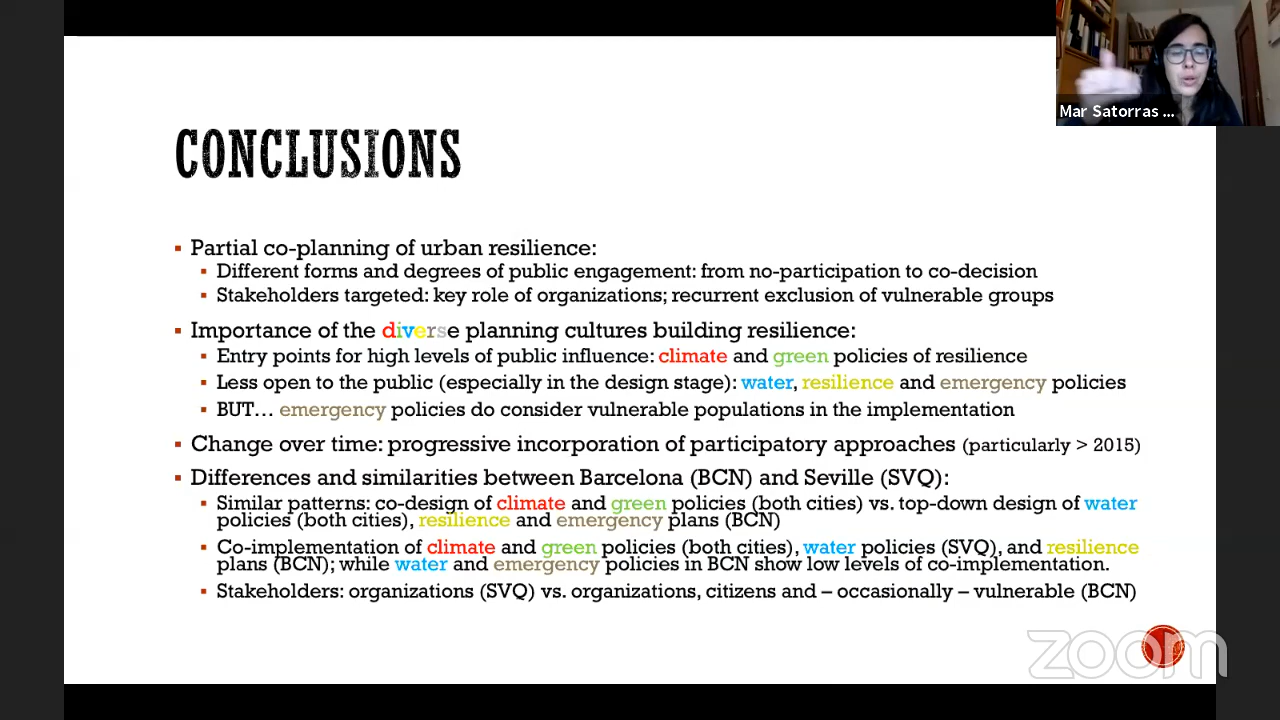 Mar Satorras ...
CONCLUSIONS
▪ Partial co-planning of urban resilience:
▪ Different forms and degrees of public engagement: from no-participation to co-decision
▪ Stakeholders targeted: key role of organizations; recurrent exclusion of vulnerable groups
▪ Importance of the diverse planning cultures building resilience:
▪ Entry points for high levels of public influence: climate and green policies of resilience
▪ Less open to the public (especially in the design stage): water, resilience and emergency policies
▪ BUT... emergency policies do consider vulnerable populations in the implementation
▪ Change over time: progressive incorporation of participatory approaches (particularly > 2015)
▪ Differences and similarities between Barcelona (BCN) and Seville (SVQ):
▪ Similar patterns: co-design of climate and green policies (both cities) vs. top-down design of water
policies (both cities), resilience and emergency plans (BCN)
▪ Co-implementation of climate and green policies (both cities), water policies (SVQ), and resilience
plans (BCN); while water and emergency policies in BCN show low levels of co-implementation.
▪ Stakeholders: organizations (SVQ) vs. organizations, citizens and – occasionally – vulnerable (BCN)
zoom